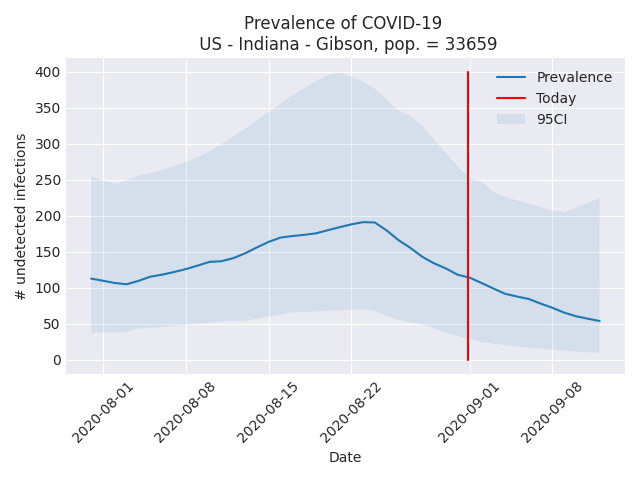 Prevalence of COVID-19
US - Indiana - Gibson, pop. = 33659
400
350
300
250
200
150
100
50
0
# undetected infections
Prevalence
Today
95CI
2020-08-01
2020-08-08
2020-08-15
2020-08-22
2020-09-01
2020-09-08
Date